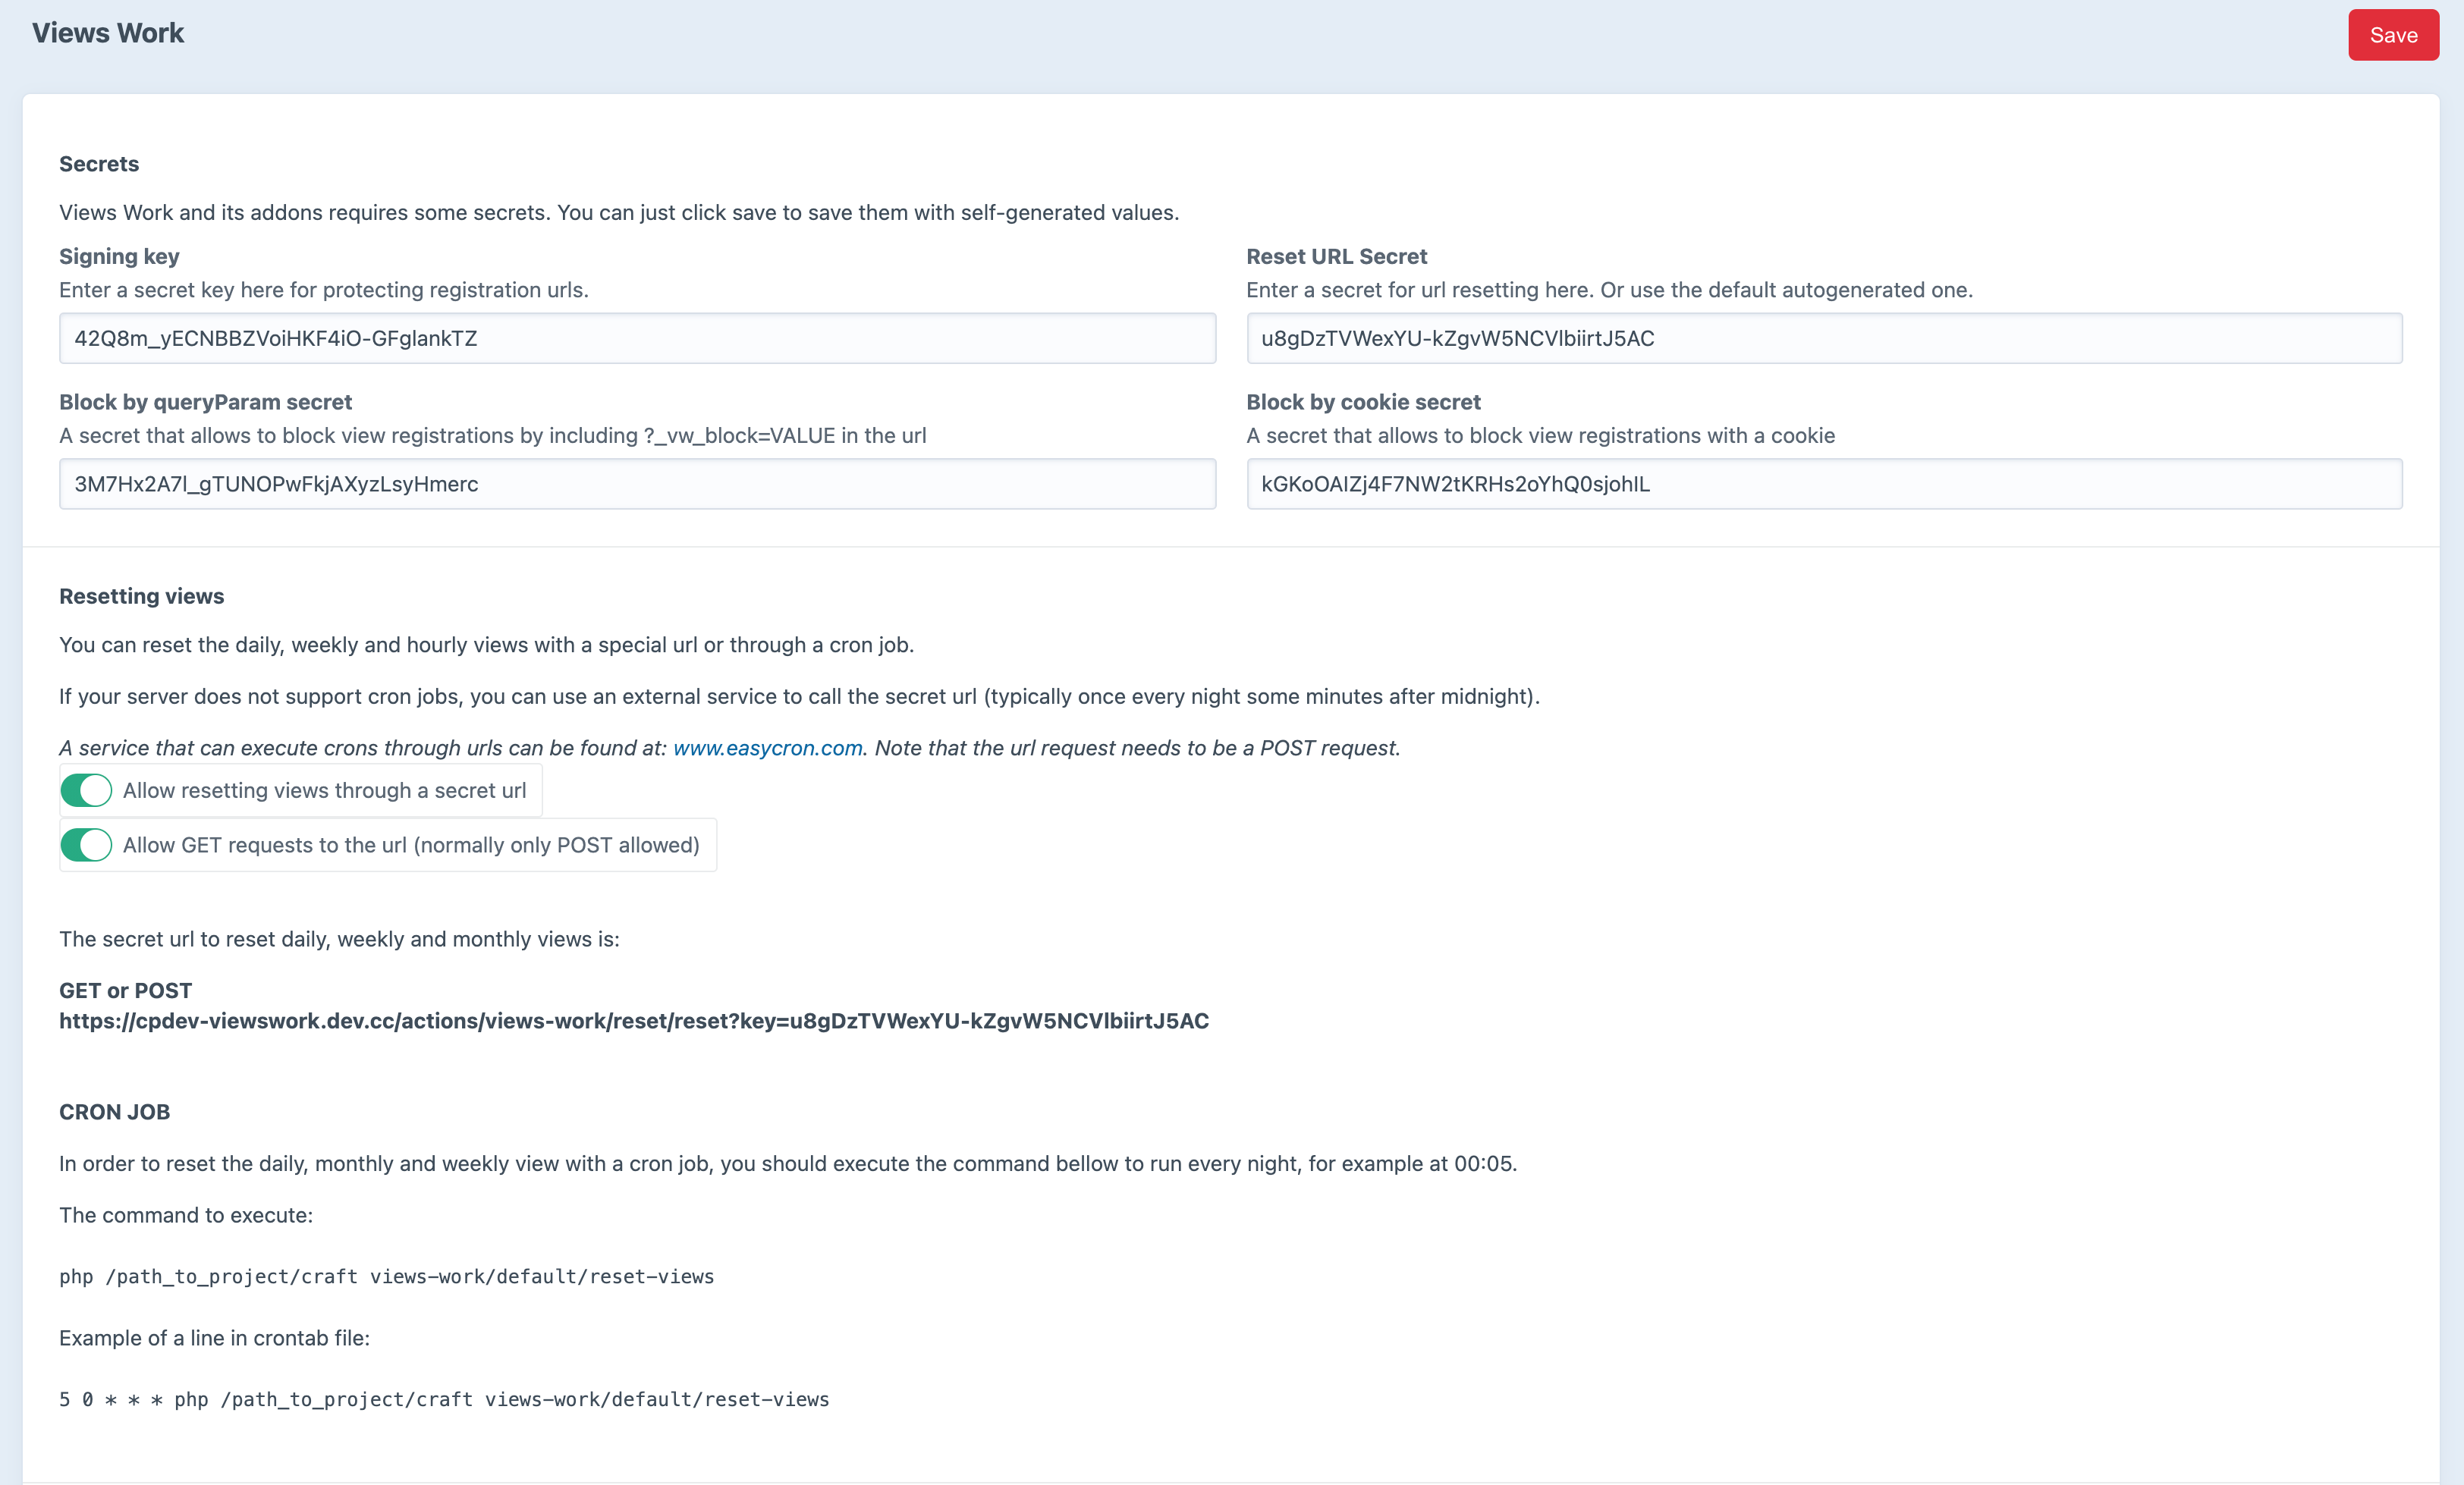 Views Work
Save
Secrets
Views Work and its addons requires some secrets. You can just click save to save them with self-generated values.
Signing key
Enter a secret key here for protecting registration urls.
42Q8m_yECNBBZVoiHKF4iO-GFglankTZ
Reset URL Secret
Enter a secret for url resetting here. Or use the default autogenerated one.
u8gDzTVWexYU-kZgvW5NCVlbiirtJ5AC
Block by queryParam secret
A secret that allows to block view registrations by including ?_vw_block=VALUE in the url
3M7Hx2A7l_gTUNOPwFkjAXyzLsyHmerc
Block by cookie secret
A secret that allows to block view registrations with a cookie
kGKoOAIZj4F7NW2tKRHs2oYhQ0sjohIL
Resetting views
You can reset the daily, weekly and hourly views with a special url or through a cron job.
If your server does not support cron jobs, you can use an external service to call the secret url (typically once every night some minutes after midnight).
A service that can execute crons through urls can be found at: www.easycron.com. Note that the url request needs to be a POST request.
Allow resetting views through a secret url
Allow GET requests to the url (normally only POST allowed)
The secret url to reset daily, weekly and monthly views is:
GET or POST
https://cpdev-viewswork.dev.cc/actions/views-work/reset/reset?key=u8gDzTVWexYU-kZgvW5NCVlbiirtJ5AC
CRON JOB
In order to reset the daily, monthly and weekly view with a cron job, you should execute the command bellow to run every night, for example at 00:05.
The command to execute:
php /path_to_project/craft views-work/default/reset-views
Example of a line in crontab file:
5 0 * * * php /path_to_project/craft views-work/default/reset-views